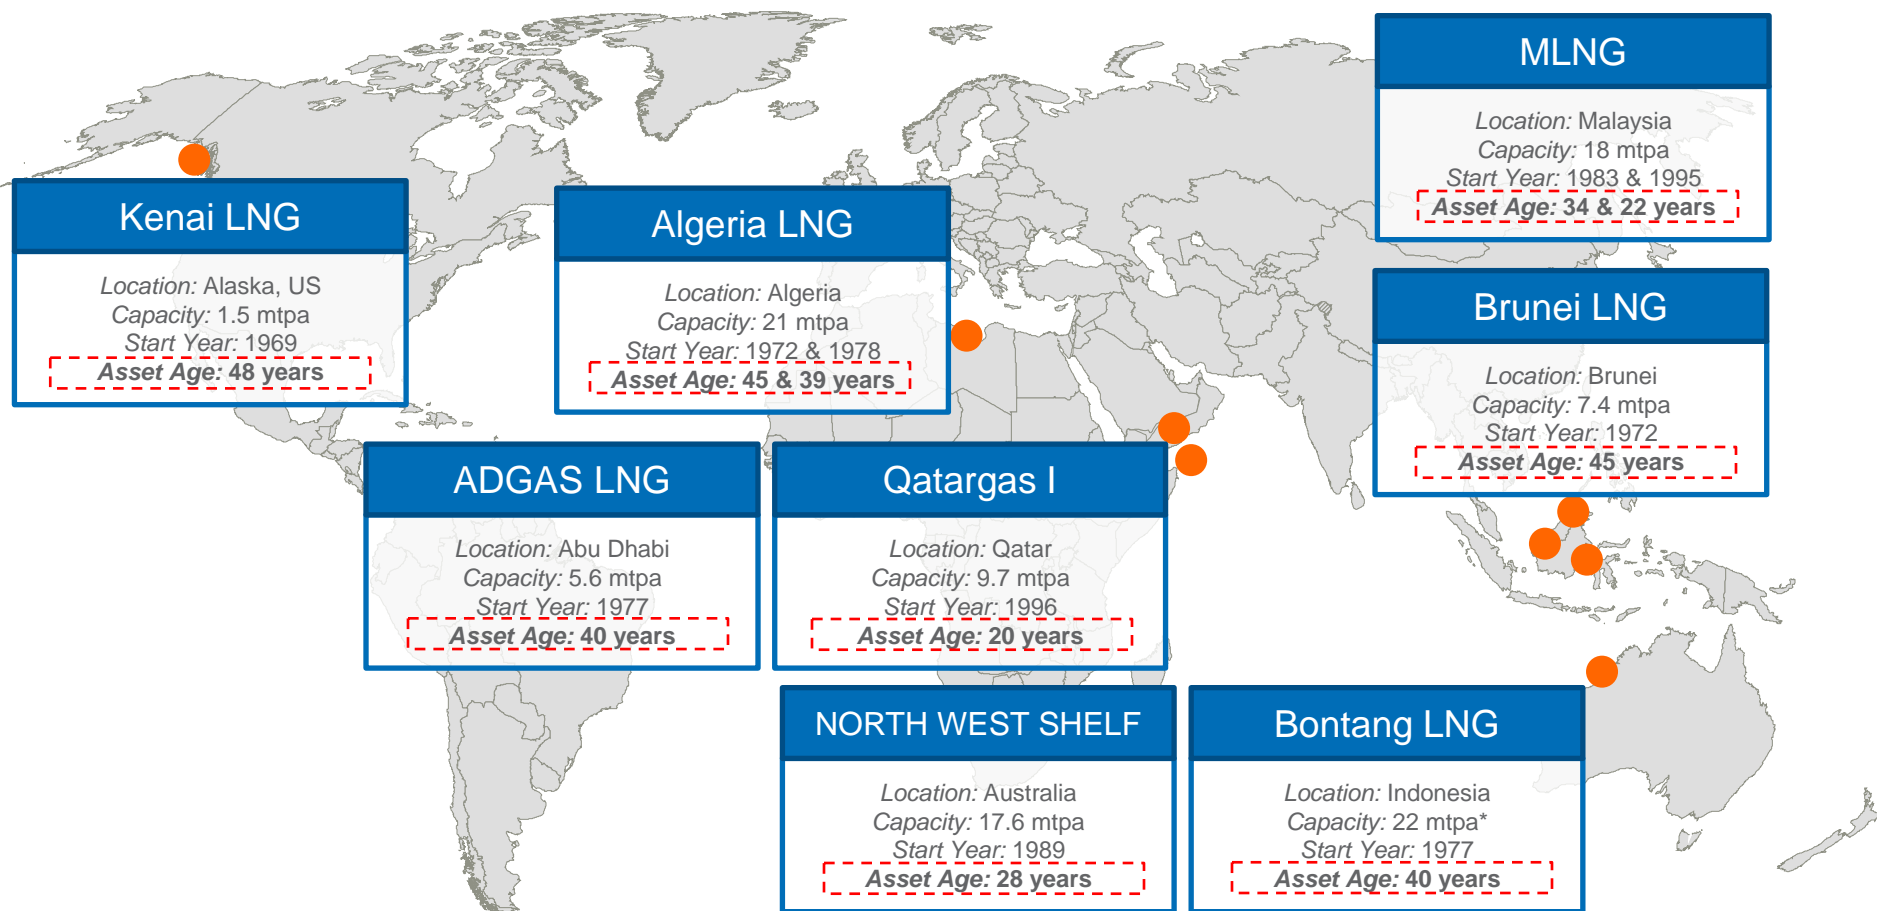 MLNG
Location: Malaysia
Capacity: 18 mtpa
Start Year: 1983 & 1995
Asset Age: 34 & 22 years
Kenai LNG
Location: Alaska, US
Capacity: 1.5 mtpa
Start Year: 1969
Asset Age: 48 years
Algeria LNG
Location: Algeria
Capacity: 21 mtpa
Start Year: 1972 & 1978
Asset Age: 45 & 39 years
Brunei LNG
Location: Brunei
Capacity: 7.4 mtpa
Start Year: 1972
Asset Age: 45 years
ADGAS LNG
Location: Abu Dhabi
Capacity: 5.6 mtpa
Start Year: 1977
Asset Age: 40 years
Qatargas I
Location: Qatar
Capacity: 9.7 mtpa
Start Year: 1996
Asset Age: 20 years
NORTH WEST SHELF
Location: Australia
Capacity: 17.6 mtpa
Start Year: 1989
Asset Age: 28 years
Bontang LNG
Location: Indonesia
Capacity: 22 mtpa*
Start Year: 1977
Asset Age: 40 years